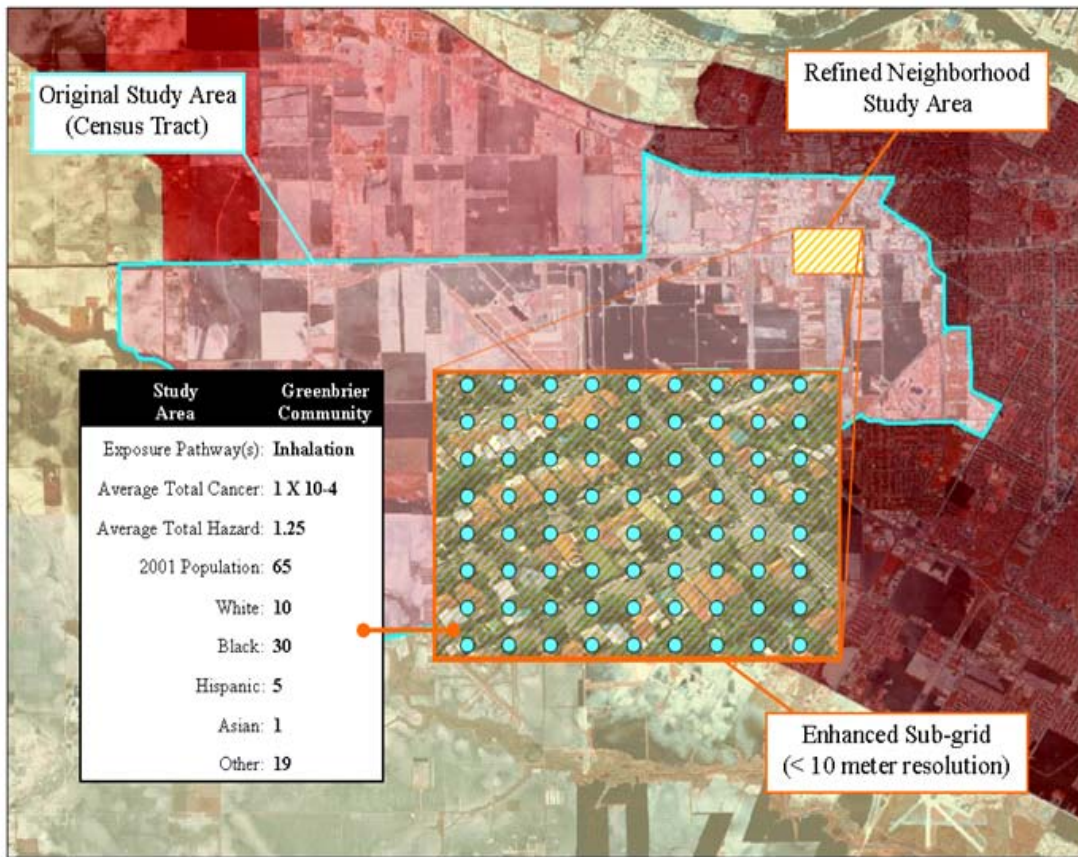 Original Study Area
(Census Tract)
Refined Neighborhood
Study Area
Study Area Greenbrier Community
Exposure Pathway(s): Inhalation
Average Total Cancer: 1 X 10-4
Average Total Hazard: 1.25
2001 Population: 65
White: 10
Black: 30
Hispanic: 5
Asian: 1
Other: 19
Enhanced Sub-grid
(< 10 meter resolution)